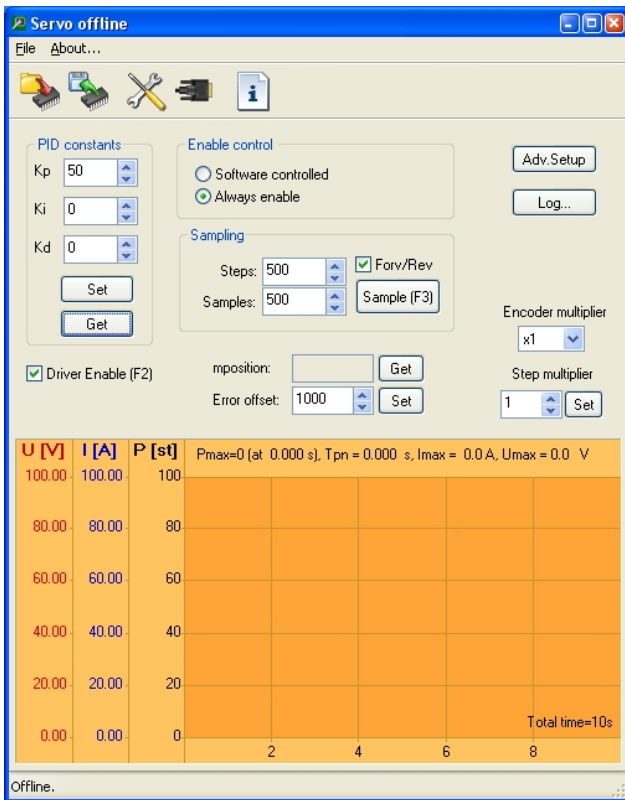 Servo offline
File About...
i
PID constants
Kp 50
Ki 0
Kd 0
Set
Get
Enable control
Software controlled
Always enable
Adv.Setup
Log...
Sampling
Steps: 500
Forv/Rev
Samples: 500
Sample (F3)
Encoder multiplier
x1
Driver Enable (F2)
mposition:
Get
Error offset: 1000
Set
Step multiplier
1
Set
U [V] I [A] P [st]
Pmax=0 (at 0.000 s), Tpn = 0.000 s, Imax = 0.0 A, Umax = 0.0 V
100.00 100.00 100
80.00 80.00 80
60.00 60.00 60
40.00 40.00 40
20.00 20.00 20
Total time=10s
0.00 0.00 0
2 4 6 8
Offline.